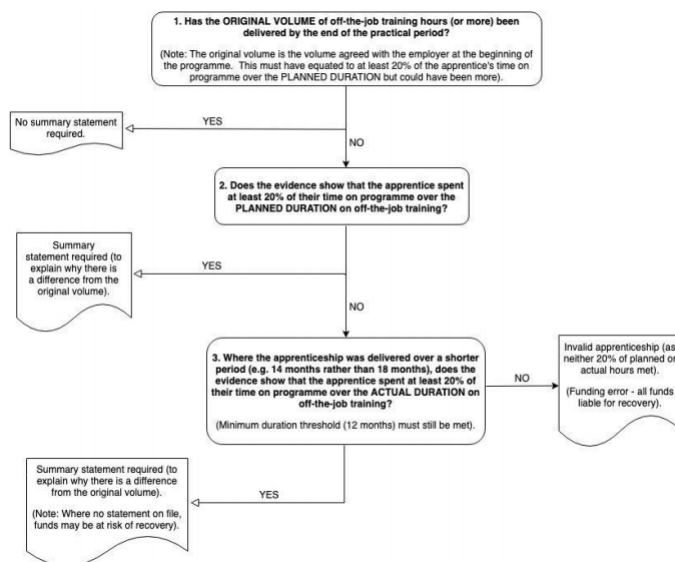 1. Has the ORIGINAL VOLUME of off-the-job training hours (or more) been
delivered by the end of the practical period?
(Note: The original volume is the volume agreed with the employer at the beginning of
the programme. This must have equated to at least 20% of the apprentice's time on
programme over the PLANNED DURATION but could have been more).
YES
No summary statement
required.
NO
2. Does the evidence show that the apprentice spent
at least 20% of their time on programme over the
PLANNED DURATION on off-the-job training?
Summary
statement required (to
explain why there is
a difference from the
original volume).
YES
NO
3. Where the apprenticeship was delivered over a shorter
period (e.g. 14 months rather than 18 months), does the
evidence show that the apprentice spent at least 20% of
their time on programme over the ACTUAL DURATION on
off-the-job training?
(Minimum duration threshold (12 months) must still be met).
NO
Invalid apprenticeship (as
neither 20% of planned or
actual hours met).
(Funding error - all funds
liable for recovery).
Summary statement required (to
explain why there is a difference
from the original volume).
(Note: Where no statement on file,
funds may be at risk of recovery).
YES